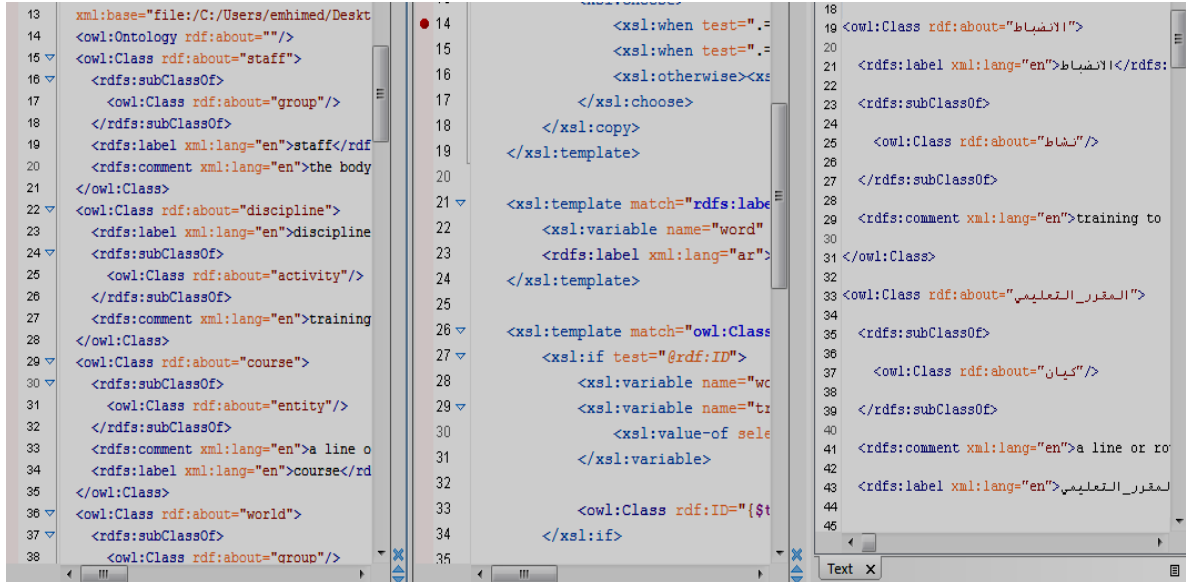 13 xml:base="file:/C:/Users/emhimed/Deskt
14 <owl:Ontology rdf:about=""/>
15 <owl:Class rdf:about="staff">
16 <rdfs:subClassOf>
17 <owl:Class rdf:about="group"/>
18 </rdfs:subClassOf>
19 <rdfs:label xml:lang="en">staff</rdf
20 <rdfs:comment xml:lang="en">the body
21 </owl:Class>
22 <owl:Class rdf:about="discipline">
23 <rdfs:label xml:lang="en">discipline
24 <rdfs:subClassOf>
25 <owl:Class rdf:about="activity"/>
26 </rdfs:subClassOf>
27 <rdfs:comment xml:lang="en">training
28 </owl:Class>
29 <owl:Class rdf:about="course">
30 <rdfs:subClassOf>
31 <owl:Class rdf:about="entity"/>
32 </rdfs:subClassOf>
33 <rdfs:comment xml:lang="en">a line o
34 <rdfs:label xml:lang="en">course</rd
35 </owl:Class>
36 <owl:Class rdf:about="world">
37 <rdfs:subClassOf>
38 <owl:Class rdf:about="group"/>
14 <xsl:when test=".=
15 <xsl:when test=".=
16 <xsl:otherwise><xs
17 </xsl:choose>
18 </xsl:copy>
19 </xsl:template>
20
21 <xsl:template match="rdfs:labe
22 <xsl:variable name="word"
23 <rdfs:label xml:lang="ar">
24 </xsl:template>
25
26 <xsl:template match="owl:Class
27 <xsl:if test="@rdf:ID">
28 <xsl:variable name="wo
29 <xsl:variable name="tr
30 <xsl:value-of sele
31 </xsl:variable>
32
33 <owl:Class rdf:ID="{$t
34 </xsl:if>
35
18
19 <owl:Class rdf:about="الانضباط">
20
21 <rdfs:label xml:lang="en">الانضباط</rdfs:
22
23 <rdfs:subClassOf>
24
25 <owl:Class rdf:about="نشاط"/>
26
27 </rdfs:subClassOf>
28
29 <rdfs:comment xml:lang="en">training to
30
31 </owl:Class>
32
33 <owl:Class rdf:about="المقرر_التعليمي">
34
35 <rdfs:subClassOf>
36
37 <owl:Class rdf:about="كيان"/>
38
39 </rdfs:subClassOf>
40
41 <rdfs:comment xml:lang="en">a line or ro
42
43 <rdfs:label xml:lang="en">لمقرر_التعليمي
44
45
Text X